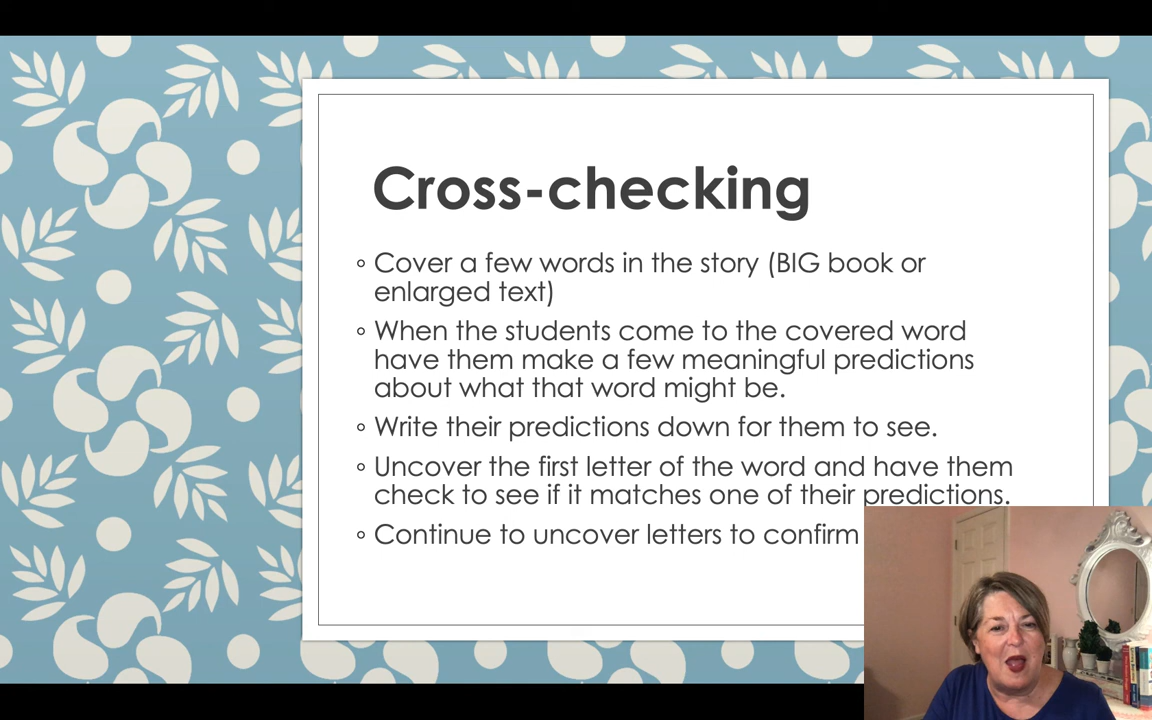 Cross-checking
◦ Cover a few words in the story (BIG book or
enlarged text)
◦ When the students come to the covered word
have them make a few meaningful predictions
about what that word might be.
◦ Write their predictions down for them to see.
◦ Uncover the first letter of the word and have them
check to see if it matches one of their predictions.
◦ Continue to uncover letters to confirm